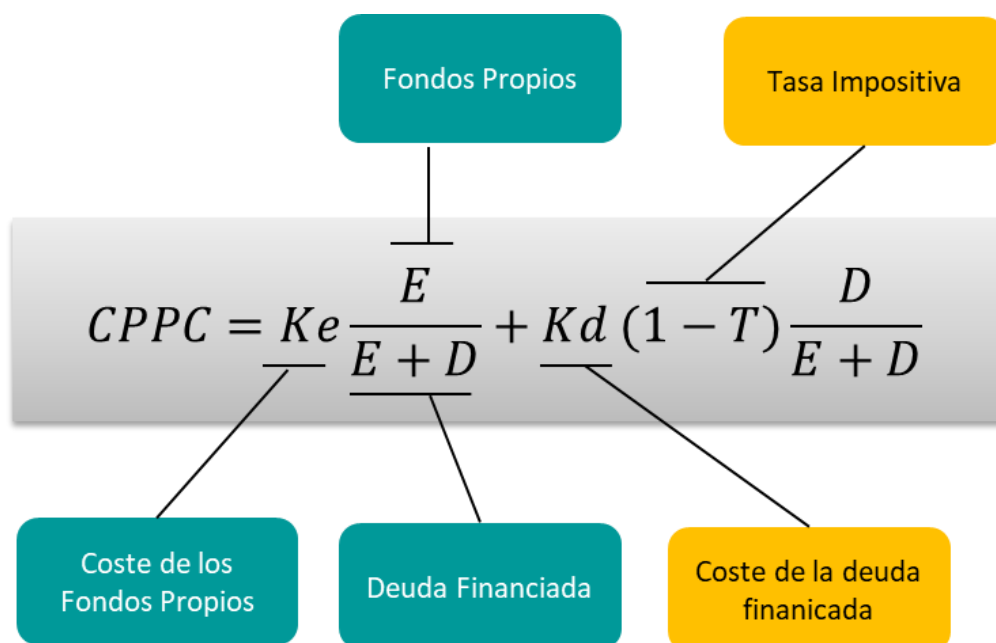 Fondos Propios
Tasa Impositiva
CPPC = Ke E/(E + D) + Kd (1 − T) D/(E + D)
Coste de los
Fondos Propios
Deuda Financiada
Coste de la deuda
finanicada